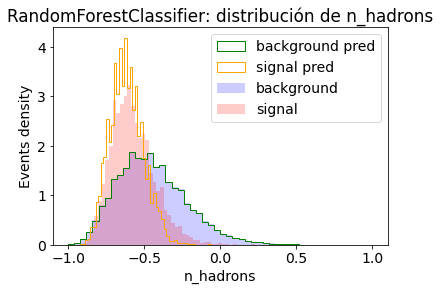 RandomForestClassifier: distribución de n_hadrons
Events density
4
3
2
1
0
background pred
signal pred
background
signal
−1.0 −0.5 0.0 0.5 1.0
n_hadrons